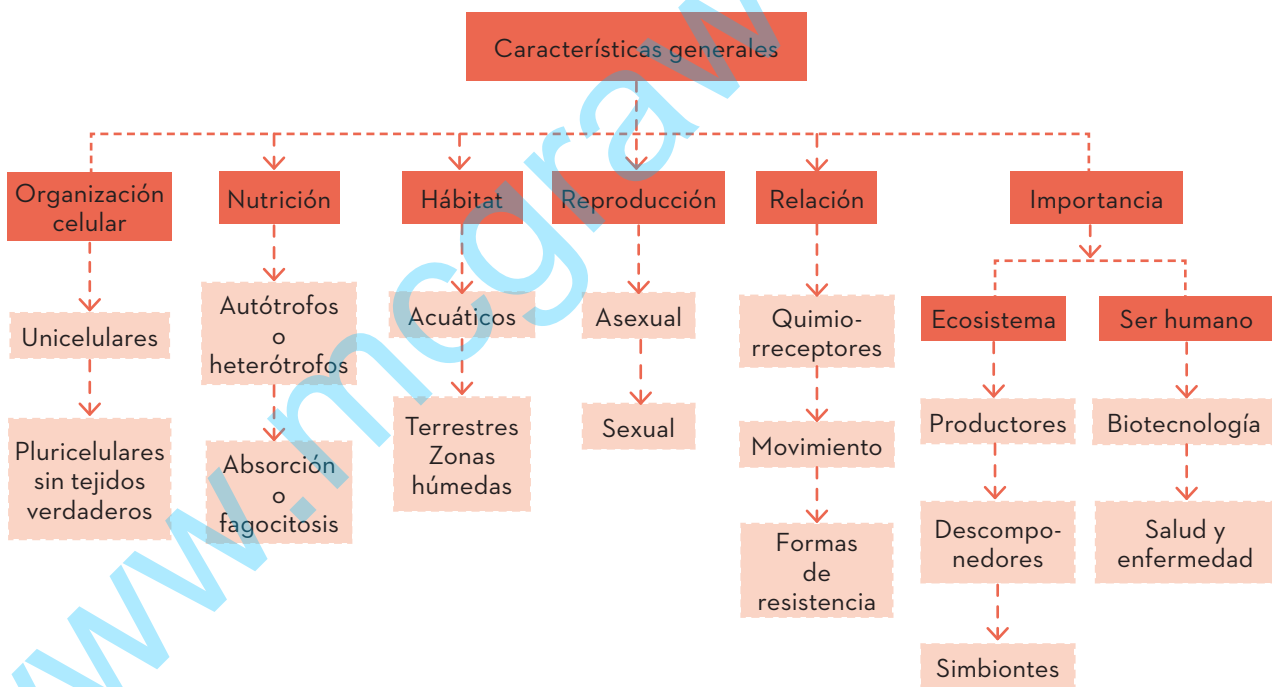 Características generales
Organización
celular
Nutrición
Hábitat
Reproducción
Relación
Importancia
Unicelulares
Pluricelulares
sin tejidos
verdaderos
Autótrofos
o
heterótrofos
Absorción
o
fagocitosis
Acuáticos
Terrestres
Zonas
húmedas
Asexual
Sexual
Quimio-
rreceptores
Movimiento
Formas
de
resistencia
Ecosistema
Productores
Descompo-
nedores
Simbiontes
Ser humano
Biotecnología
Salud y
enfermedad
www.mcgraw